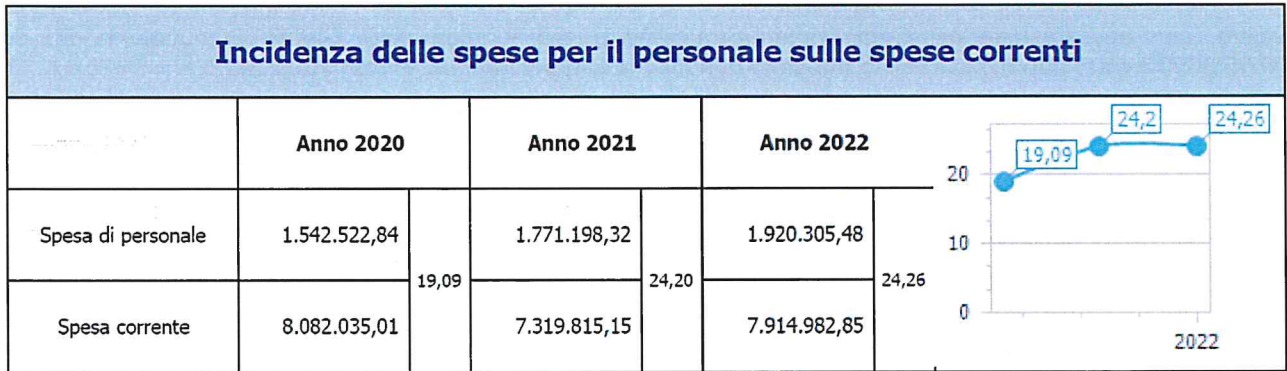 Incidenza delle spese per il personale sulle spese correnti
Anno 2020 Anno 2021 Anno 2022
Spesa di personale 1.542.522,84 1.771.198,32 1.920.305,48
19,09 24,20 24,26
Spesa corrente 8.082.035,01 7.319.815,15 7.914.982,85
24,2 24,26
19,09
20
10
0
2022